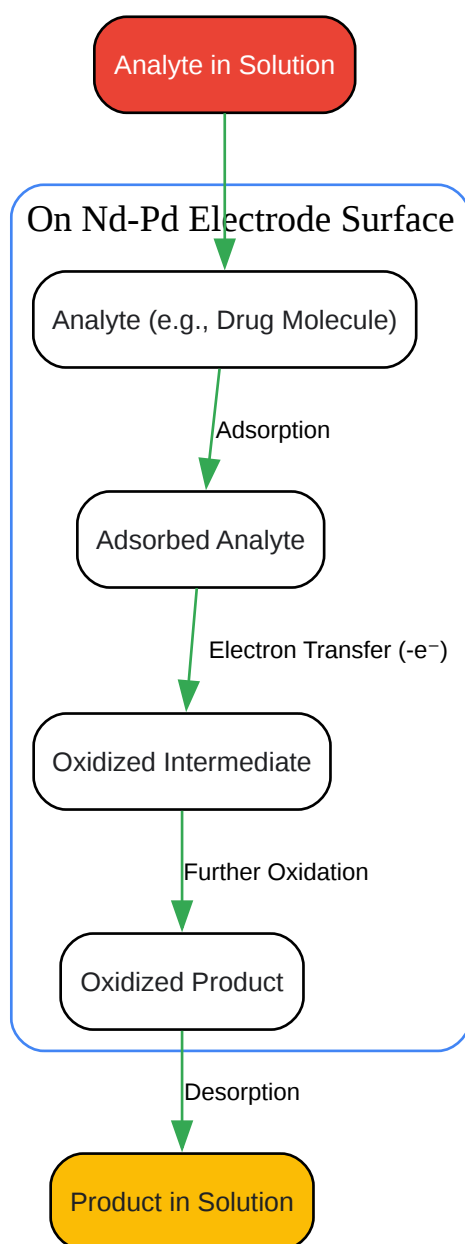 Analyte in Solution
On Nd-Pd Electrode Surface
Analyte (e.g., Drug Molecule)
Adsorption
Adsorbed Analyte
Electron Transfer (-e⁻)
Oxidized Intermediate
Further Oxidation
Oxidized Product
Desorption
Product in Solution